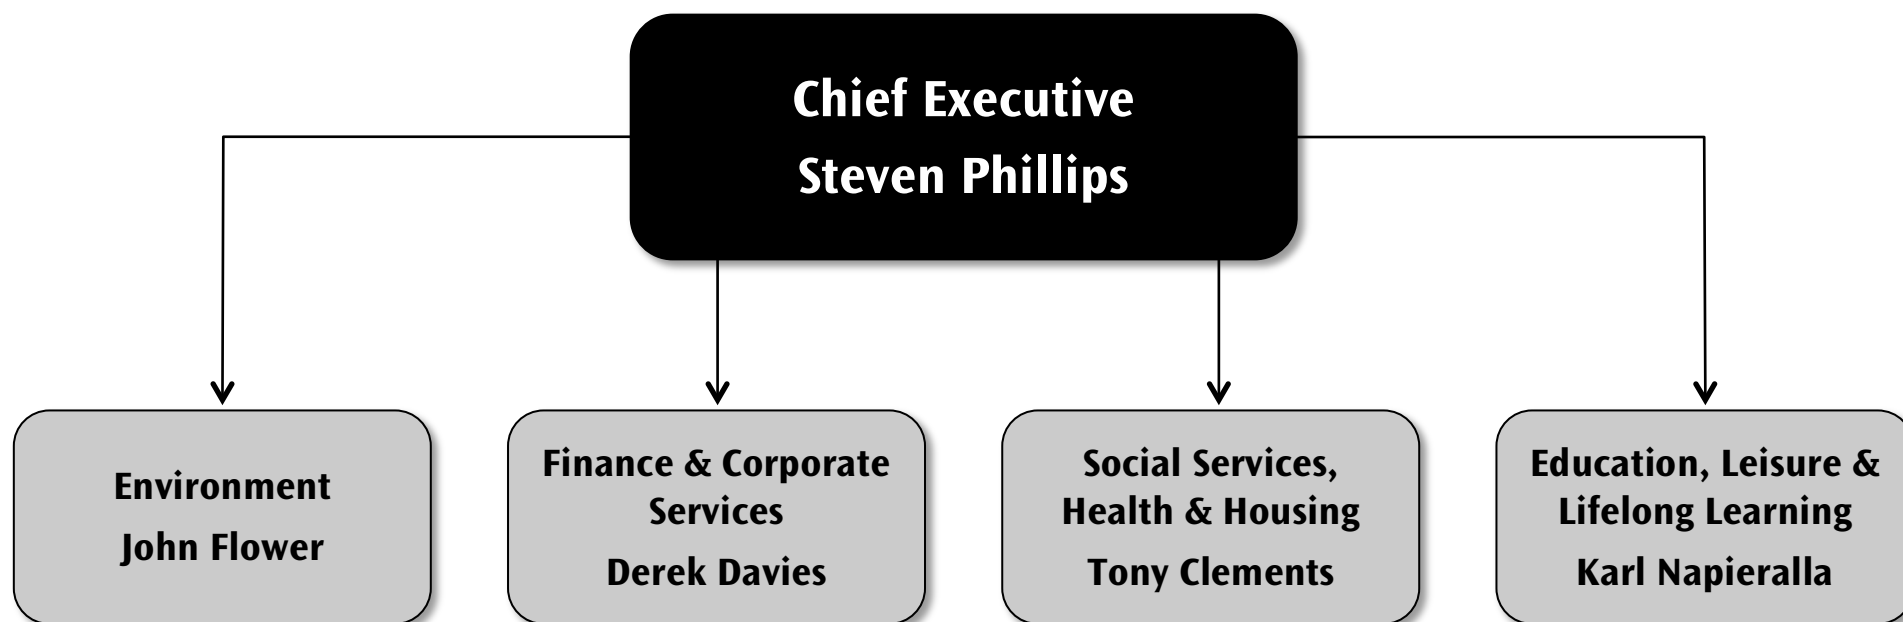 Chief Executive
Steven Phillips
Environment
John Flower
Finance & Corporate
Services
Derek Davies
Social Services,
Health & Housing
Tony Clements
Education, Leisure &
Lifelong Learning
Karl Napieralla